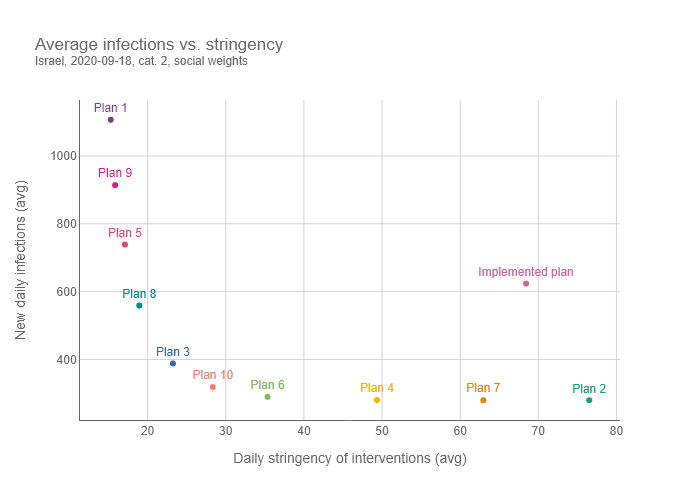 Average infections vs. stringency
Israel, 2020-09-18, cat. 2, social weights
Plan 1
1000
Plan 9
800
Plan 5
Implemented plan
600
Plan 8
400
Plan 3
Plan 10
Plan 6
Plan 4
Plan 7
Plan 2
New daily infections (avg)
20
30
40
50
60
70
80
Daily stringency of interventions (avg)